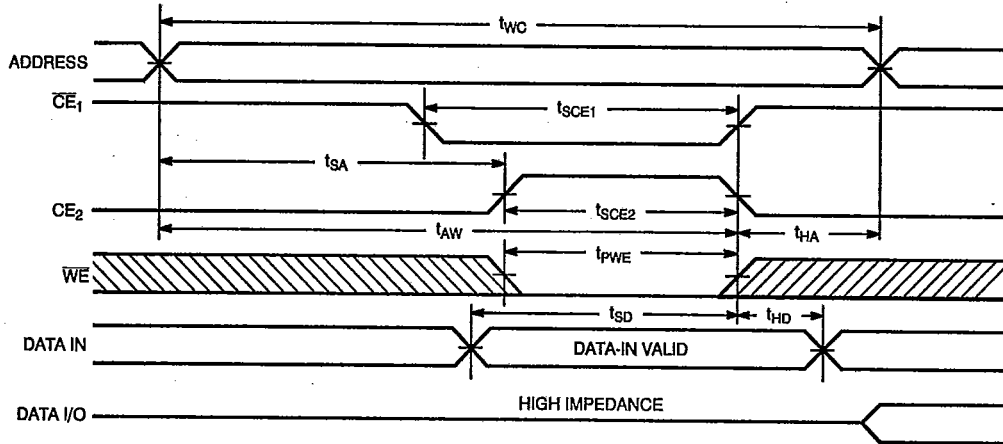 tWC
ADDRESS
CE1
tSCE1
tSA
CE2
tSCE2
tAW
tHA
WE
tPWE
tSD
tHD
DATA IN
DATA-IN VALID
DATA I/O
HIGH IMPEDANCE